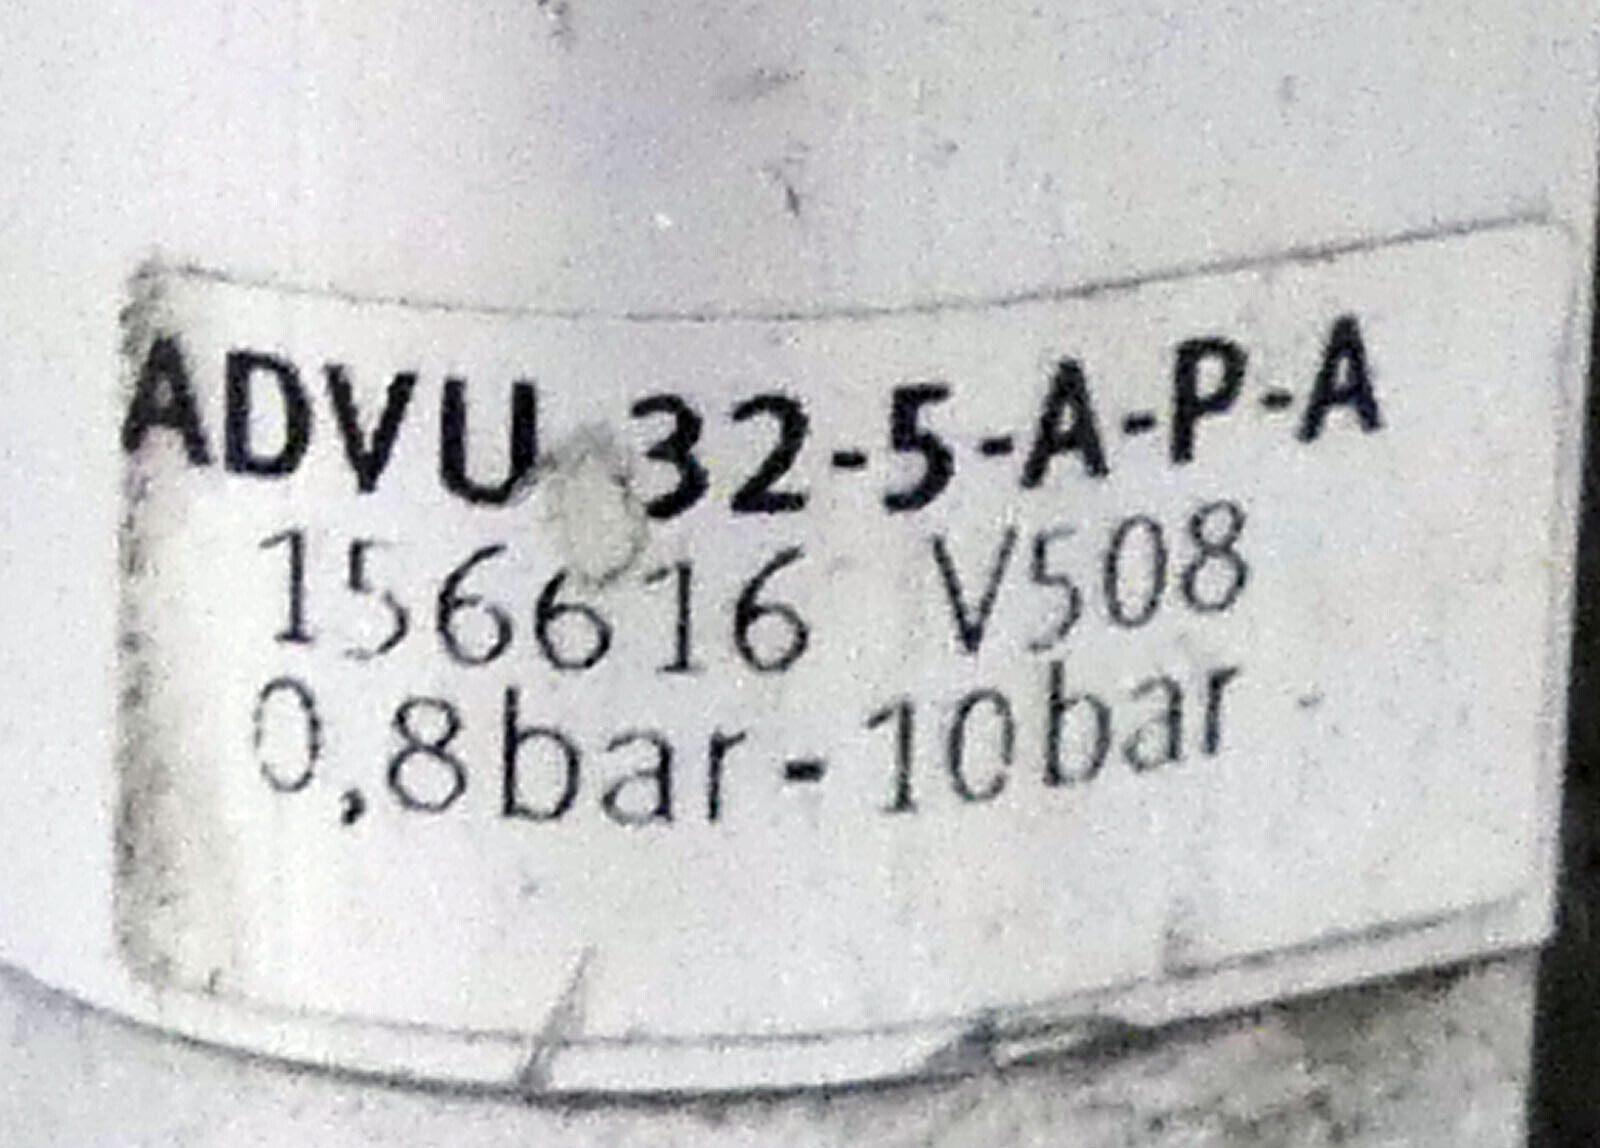 ADVU 32-5-A-P-A
156616 V508
0,8bar-10bar